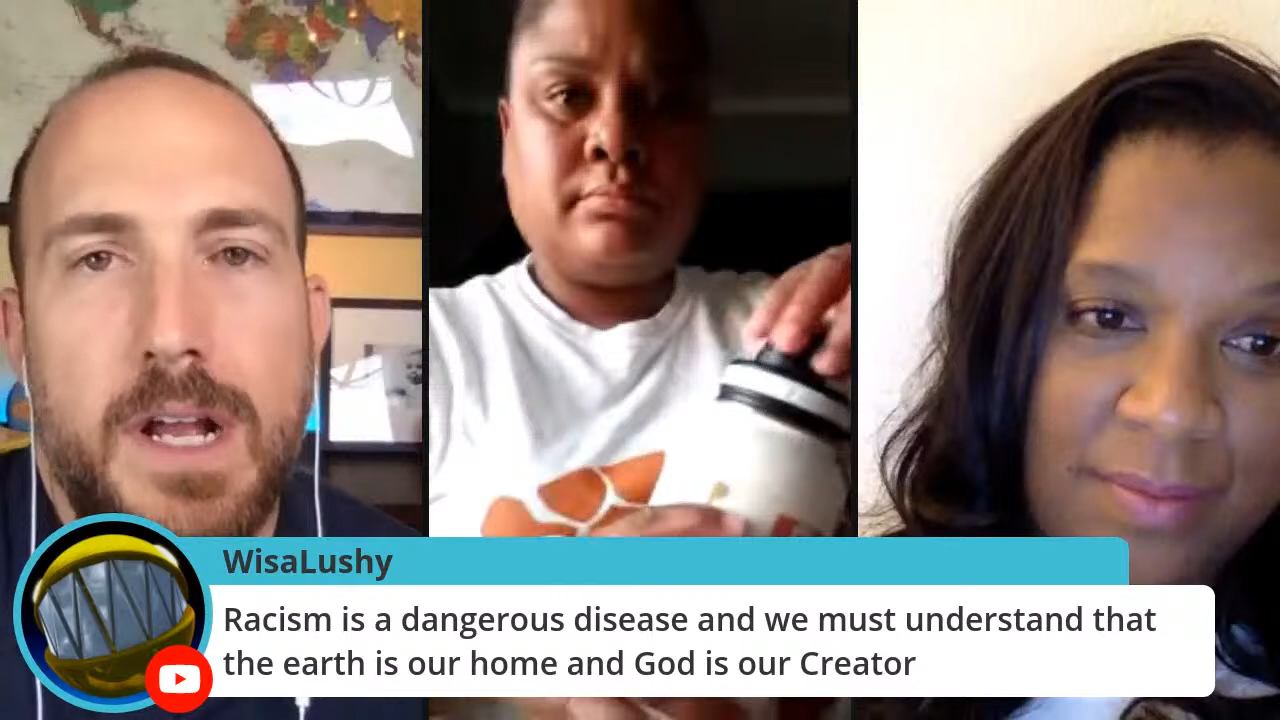 WisaLushy
Racism is a dangerous disease and we must understand that
the earth is our home and God is our Creator